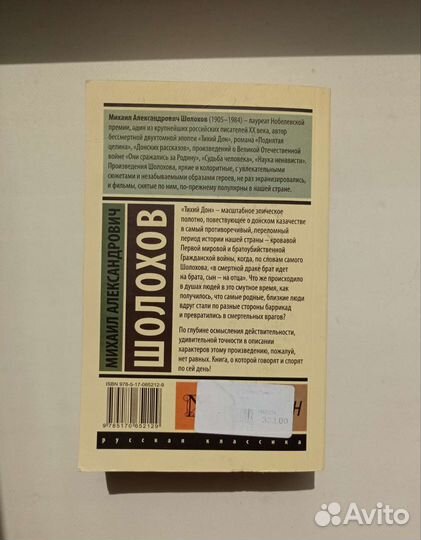 Михаил Александрович Шолохов (1905–1984) – лауреат Нобелевской
премии, один из крупнейших российских писателей XX века, автор
бессмертной двухтомной эпопеи «Тихий Дон», романа «Поднятая
целина», «Донских рассказов», произведений о Великой Отечественной
войне «Они сражались за Родину», «Судьба человека», «Наука ненависти».
Произведения Шолохова, яркие и колоритные, с увлекательными
сюжетами и незабываемыми образами героев, не раз экранизировались,
и фильмы, снятые по ним, по-прежнему популярны в нашей стране.
МИХАИЛ АЛЕКСАНДРОВИЧ
ШОЛОХОВ
«Тихий Дон» – масштабное эпическое
полотно, повествующее о донском казачестве
в самый противоречивый, переломный
период истории нашей страны – кровавой
Первой мировой и братоубийственной
Гражданской войны, когда, по словам самого
Шолохова, «в смертной драке брат идет
на брата, сын – на отца». Что же происходило
в душах людей в это смутное время, как
получилось, что самые родные, близкие люди
вдруг стали по разные стороны баррикад
и превратились в смертельных врагов?
По глубине осмысления действительности,
удивительной точности в описании
характеров этому произведению, пожалуй,
нет равных. Книга, о которой говорят и спорят
по сей день!
ISBN 978-5-17-065212-9
9 785170 652129
Н
русская классика
Avito